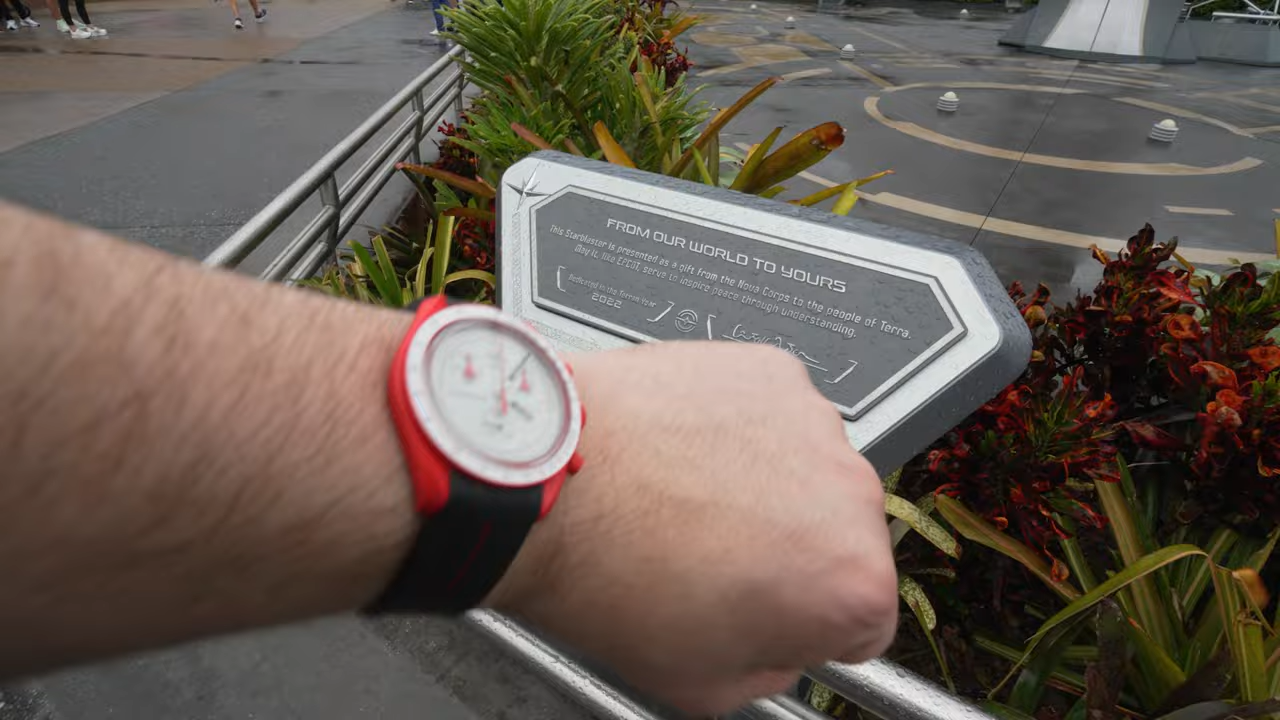 FROM OUR WORLD TO YOURS
This Starblaster is presented as a gift from the Nova Corps to the people of Terra.
May it, like EPCOT, serve to inspire peace through understanding.
Dedicated in the Terran Year
2022